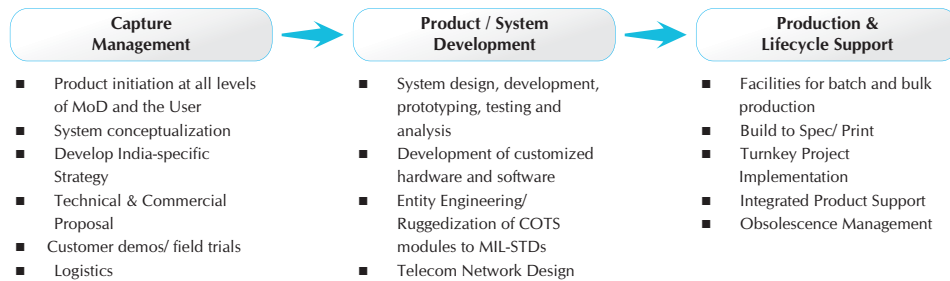 Capture
Management
■ Product initiation at all levels
of MoD and the User
■ System conceptualization
■ Develop India-specific
Strategy
■ Technical & Commercial
Proposal
■ Customer demos/ field trials
■ Logistics
Product / System
Development
■ System design, development,
prototyping, testing and
analysis
■ Development of customized
hardware and software
■ Entity Engineering/
Ruggedization of COTS
modules to MIL-STDs
■ Telecom Network Design
Production &
Lifecycle Support
■ Facilities for batch and bulk
production
■ Build to Spec/ Print
■ Turnkey Project
Implementation
■ Integrated Product Support
■ Obsolescence Management